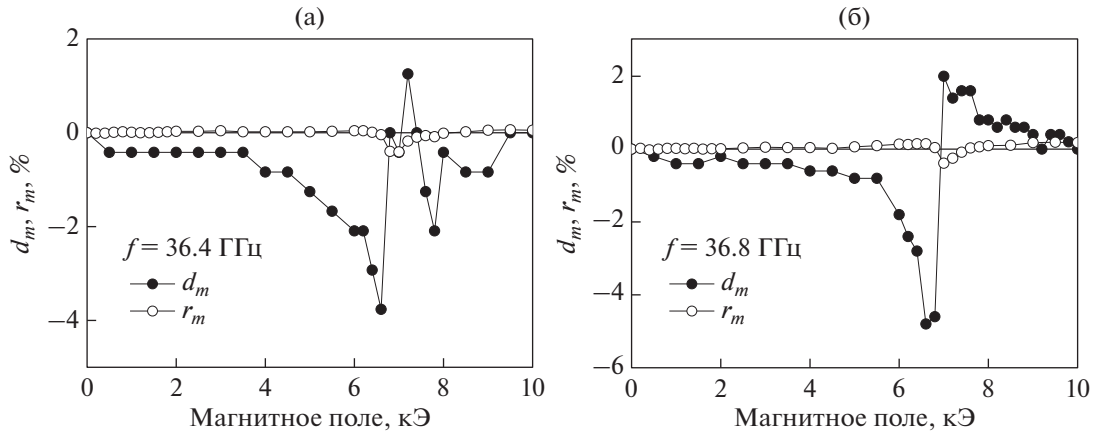 (а)
2
0
−2
−4
d_m, r_m, %
f = 36.4 ГГц
d_m
r_m
0 2 4 6 8 10
Магнитное поле, кЭ
(б)
2
0
−2
−4
−6
d_m, r_m, %
f = 36.8 ГГц
d_m
r_m
0 2 4 6 8 10
Магнитное поле, кЭ